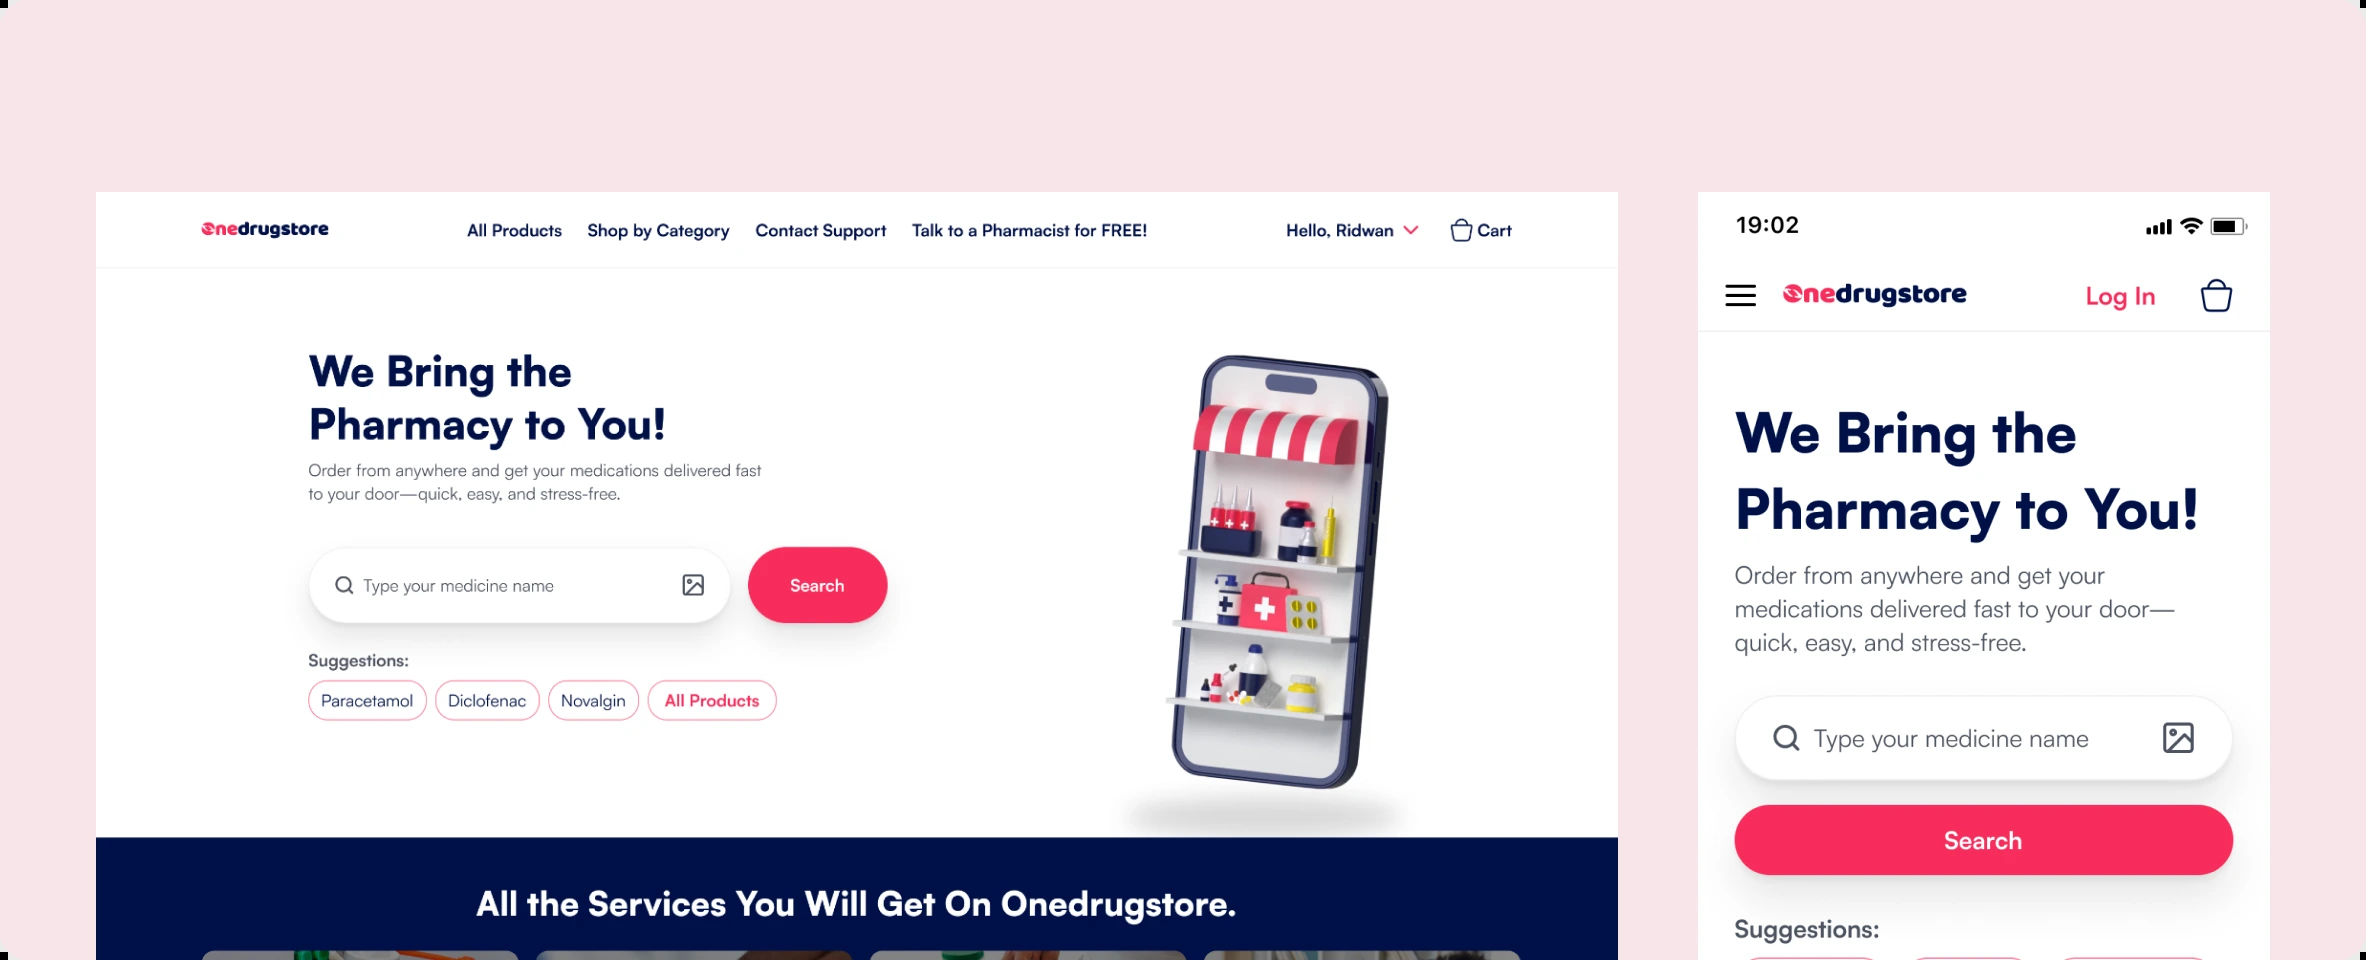 Onedrugstore
All Products
Shop by Category
Contact Support
Talk to a Pharmacist for FREE!
Hello, Ridwan
Cart
We Bring the
Pharmacy to You!
Order from anywhere and get your medications delivered fast
to your door—quick, easy, and stress-free.
Type your medicine name
Search
Suggestions:
Paracetamol
Diclofenac
Novalgin
All Products
All the Services You Will Get On Onedrugstore.
19:02
Onedrugstore
Log In
We Bring the
Pharmacy to You!
Order from anywhere and get your
medications delivered fast to your door—
quick, easy, and stress-free.
Type your medicine name
Search
Suggestions: